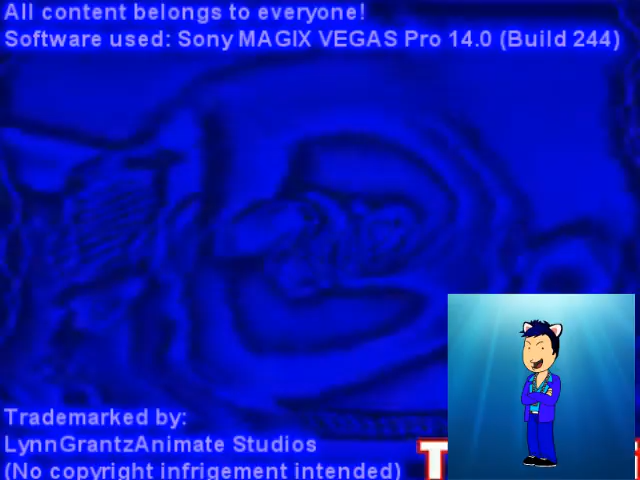 All content belongs to everyone!
Software used: Sony MAGIX VEGAS Pro 14.0 (Build 244)
Trademarked by:
LynnGrantzAnimate Studios
(No copyright infrigement intended)